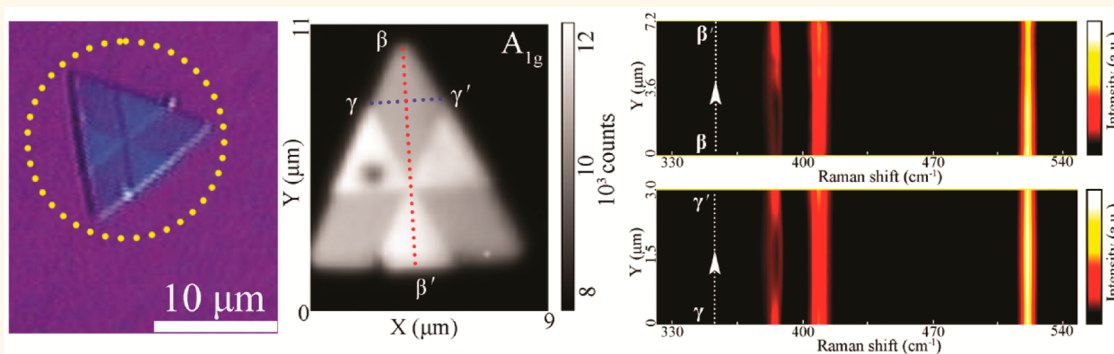 10 μm
11
Y (μm)
0
X (μm)
9
β
A1g
γ
γ'
β'
12
10
8
10³ counts
7.2
3.6
0
Y (μm)
β'
β
330
400
470
540
Raman shift (cm⁻¹)
Intensity (a.u.)
3.0
1.5
0
Y (μm)
γ'
γ
330
400
470
540
Raman shift (cm⁻¹)
Intensity (a.u.)